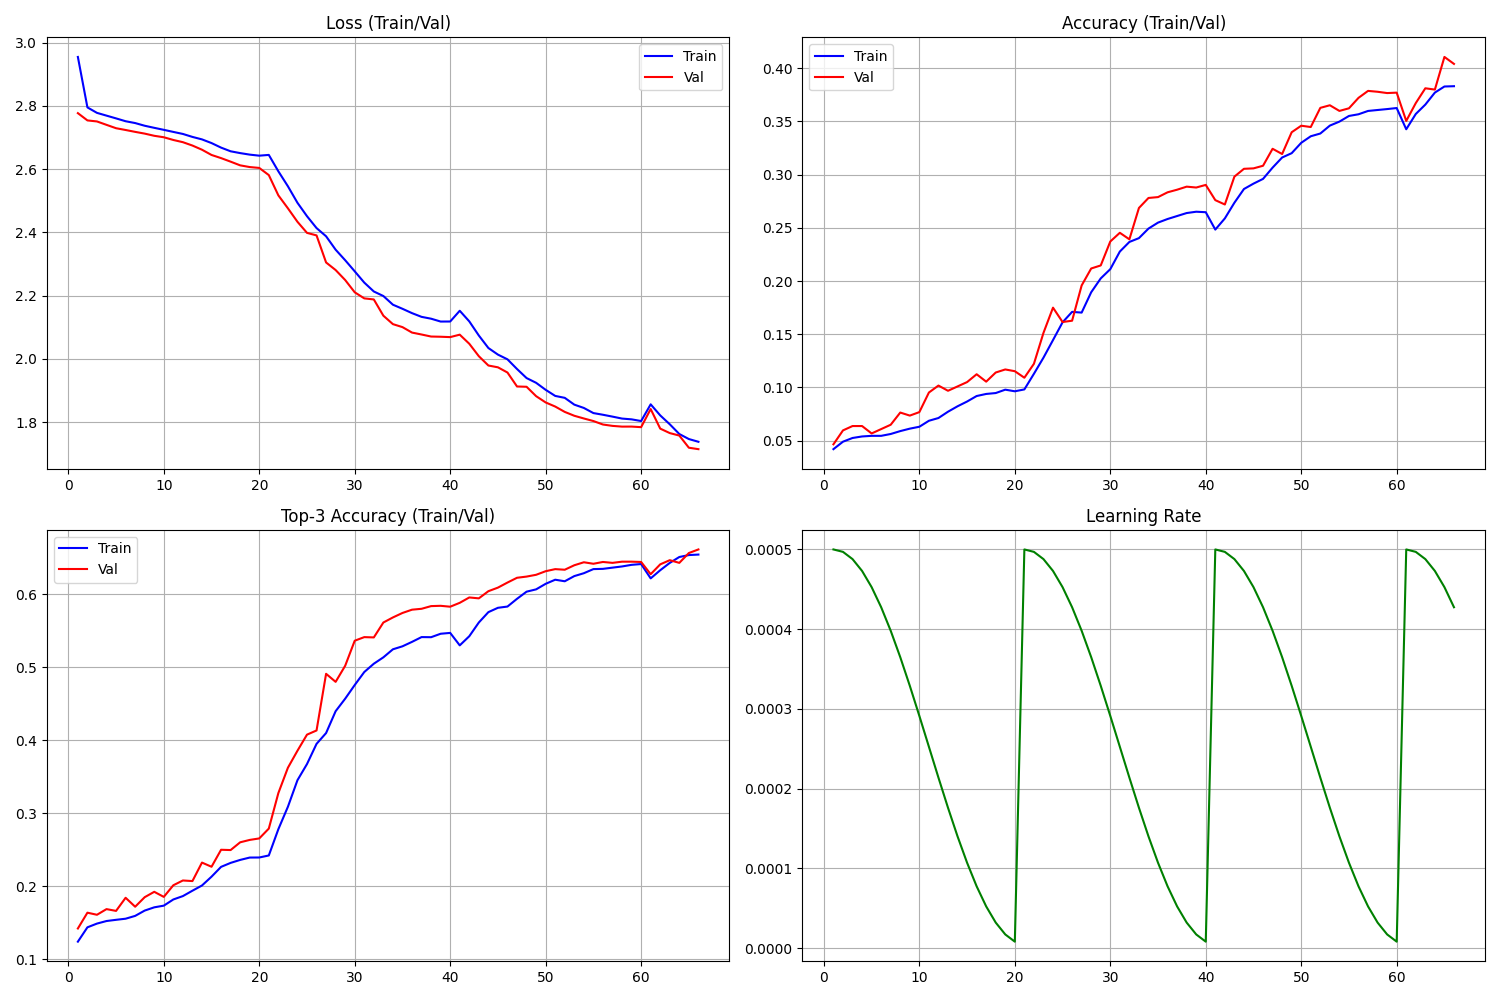 Loss (Train/Val)
3.0
2.8
2.6
2.4
2.2
2.0
1.8
0 10 20 30 40 50 60
Train
Val
Accuracy (Train/Val)
0.40
0.35
0.30
0.25
0.20
0.15
0.10
0.05
0 10 20 30 40 50 60
Train
Val
Top-3 Accuracy (Train/Val)
0.6
0.5
0.4
0.3
0.2
0.1
0 10 20 30 40 50 60
Train
Val
Learning Rate
0.0005
0.0004
0.0003
0.0002
0.0001
0.0000
0 10 20 30 40 50 60